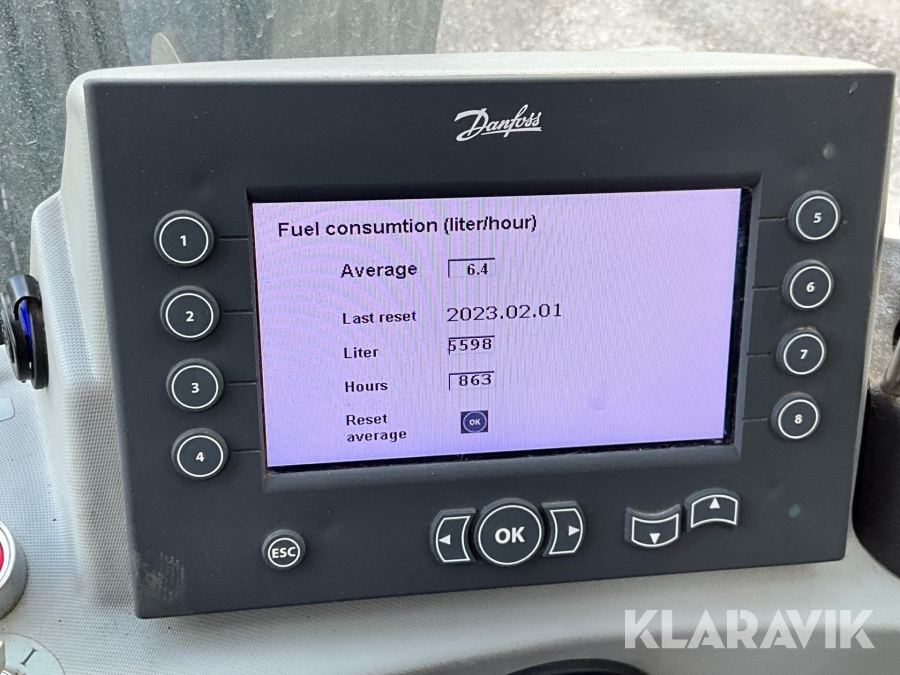 Danfoss
Fuel consumtion (liter/hour)
Average 6.4
Last reset 2023.02.01
Liter 5598
Hours 863
Reset average OK
1
2
3
4
5
6
7
8
ESC
OK
I
KLARAVIK